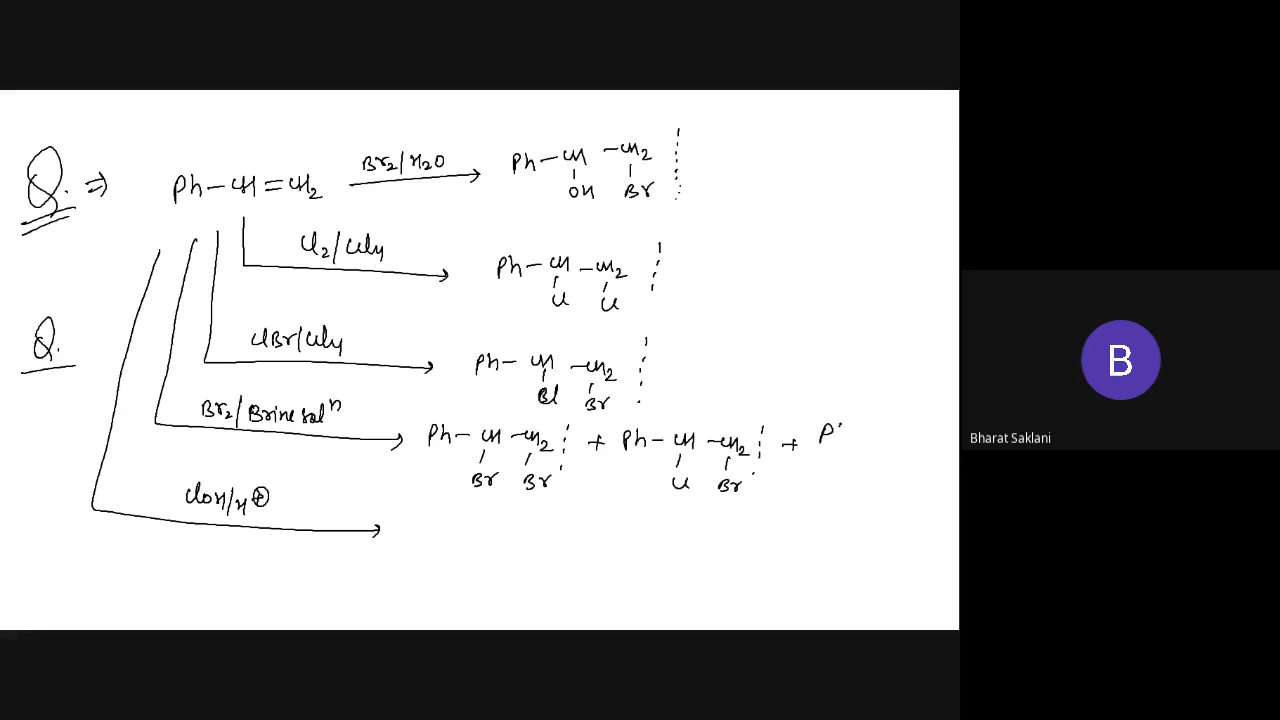 Q. ⇒ Ph-CH=CH2 Br2/H2O → Ph-CH-CH2
OH Br
Cl2/CCl4 → Ph-CH-CH2
Cl Cl
Q. ClBr/CCl4 → Ph-CH-CH2
Cl Br
Br2/Brine solⁿ → Ph-CH-CH2 + Ph-CH-CH2 + P
Br Br Cl Br
ClOH/H⊕ →
B
Bharat Saklani